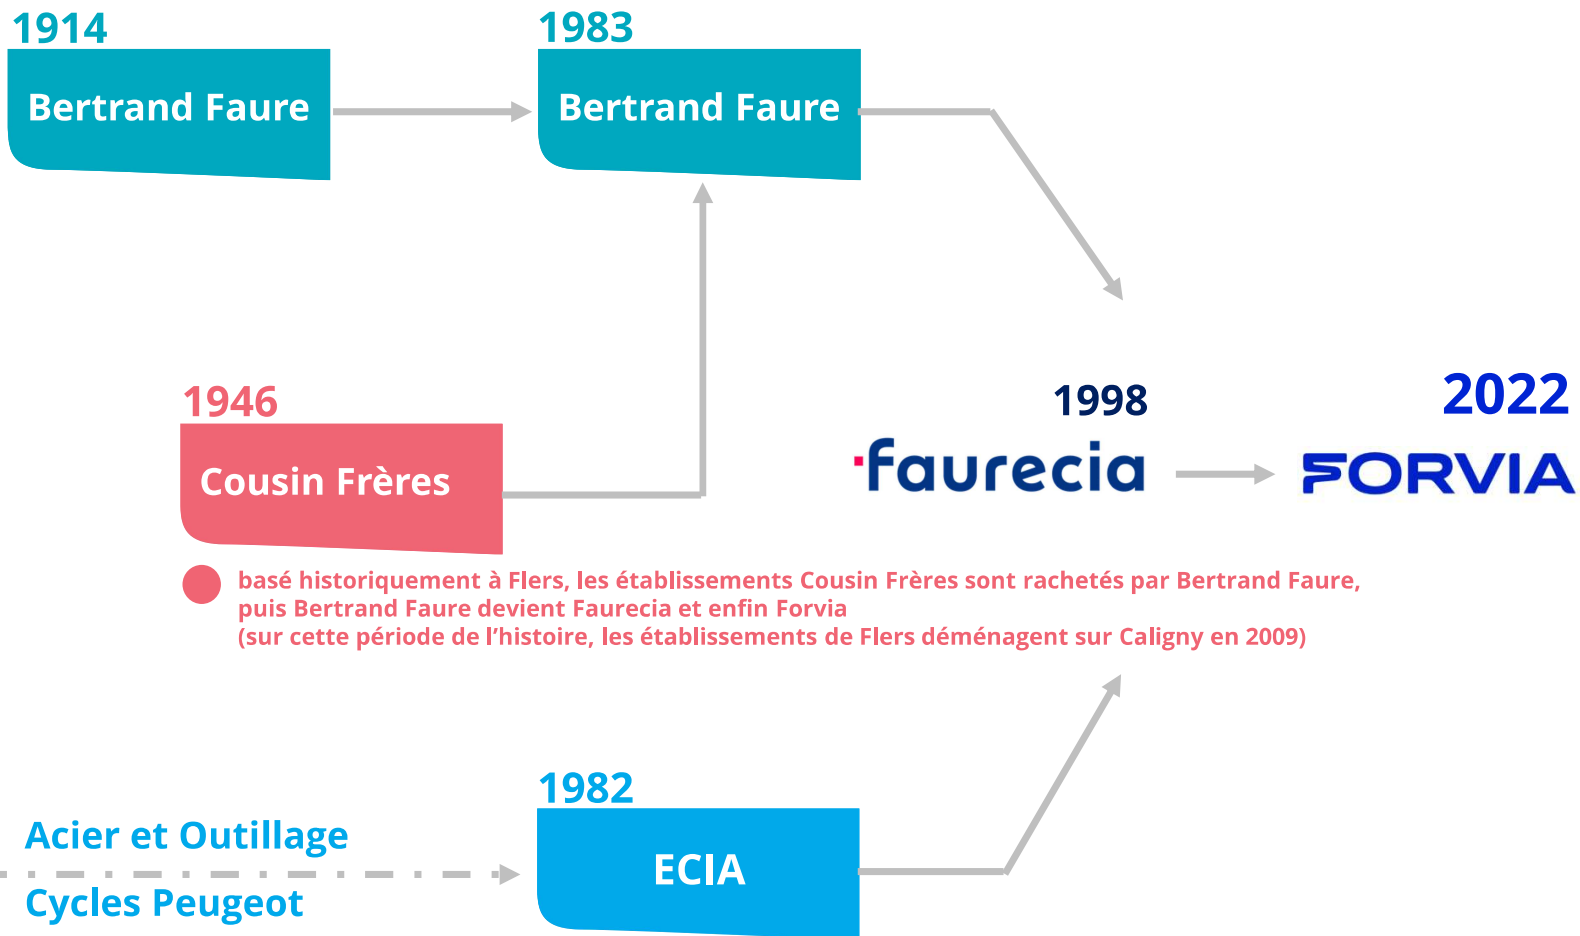 1914
Bertrand Faure
1983
Bertrand Faure
1946
Cousin Frères
1998
faurecia
2022
FORVIA
basé historiquement à Flers, les établissements Cousin Frères sont rachetés par Bertrand Faure,
puis Bertrand Faure devient Faurecia et enfin Forvia
(sur cette période de l’histoire, les établissements de Flers déménagent sur Caligny en 2009)
Acier et Outillage
Cycles Peugeot
1982
ECIA